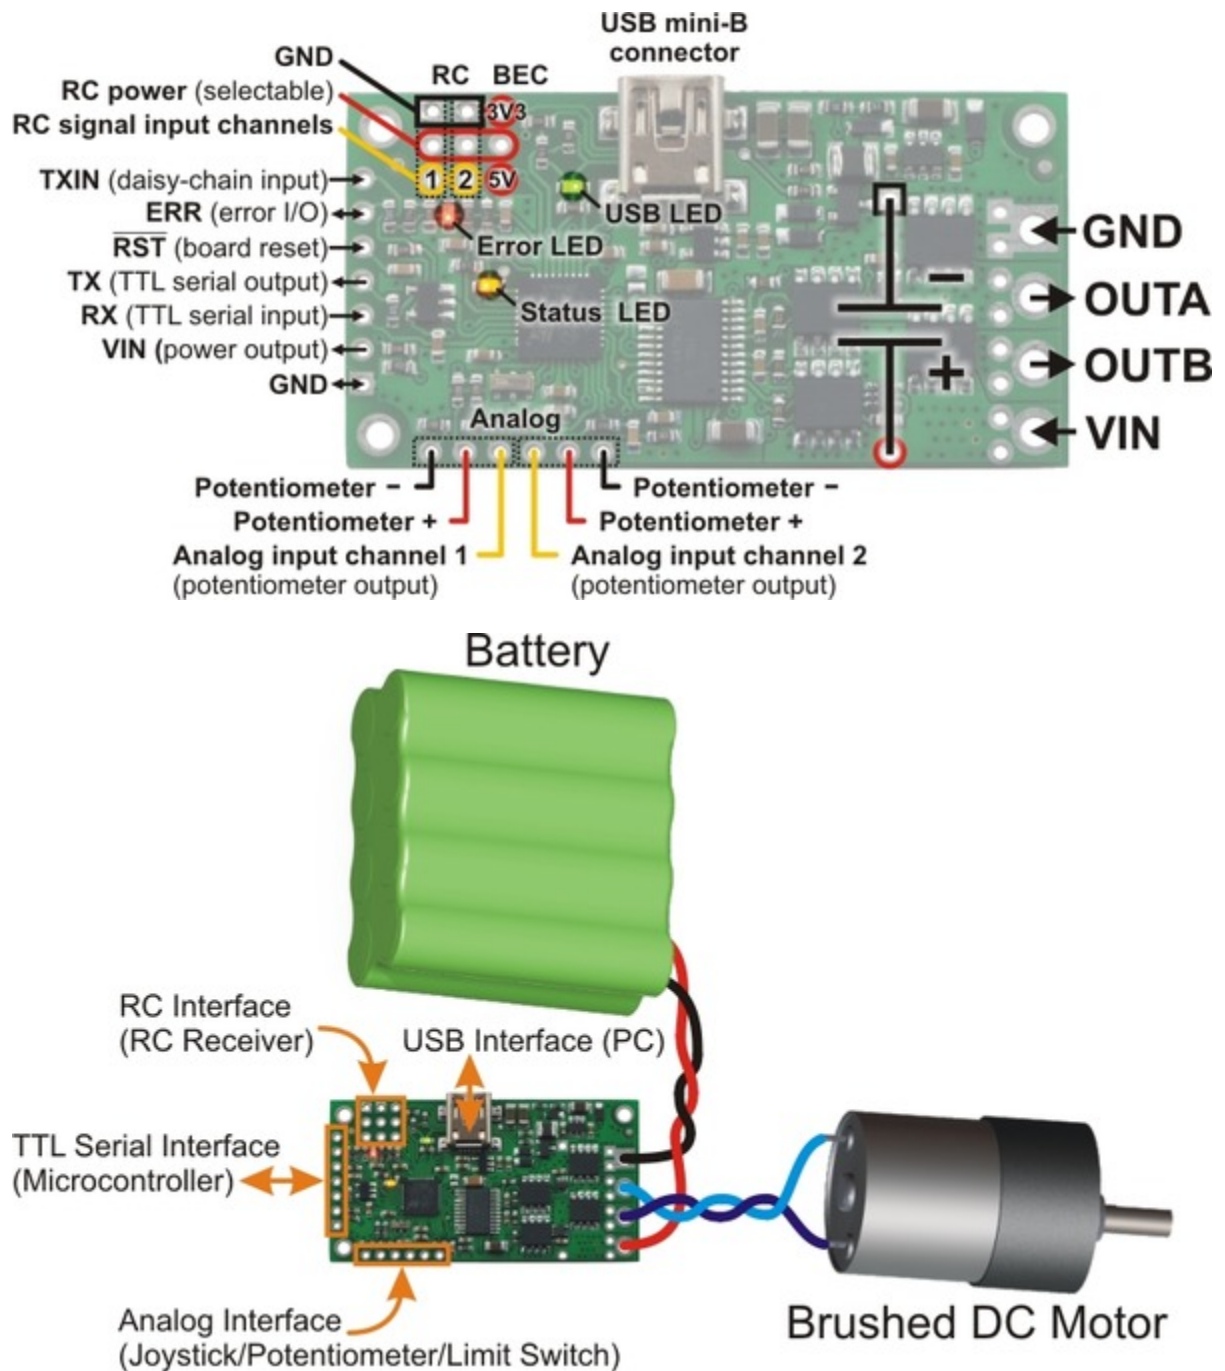 USB mini-B
connector
GND
RC BEC
RC power (selectable)
3V3
RC signal input channels
TXIN (daisy-chain input)
1 2 5V
ERR (error I/O)
USB LED
GND
RST (board reset)
Error LED
−
TX (TTL serial output)
OUTA
RX (TTL serial input)
Status LED
VIN (power output)
+
OUTB
GND
Analog
VIN
Potentiometer −
Potentiometer −
Potentiometer +
Potentiometer +
Analog input channel 1
(potentiometer output)
Analog input channel 2
(potentiometer output)
Battery
RC Interface
(RC Receiver)
USB Interface (PC)
TTL Serial Interface
(Microcontroller)
Analog Interface
(Joystick/Potentiometer/Limit Switch)
Brushed DC Motor